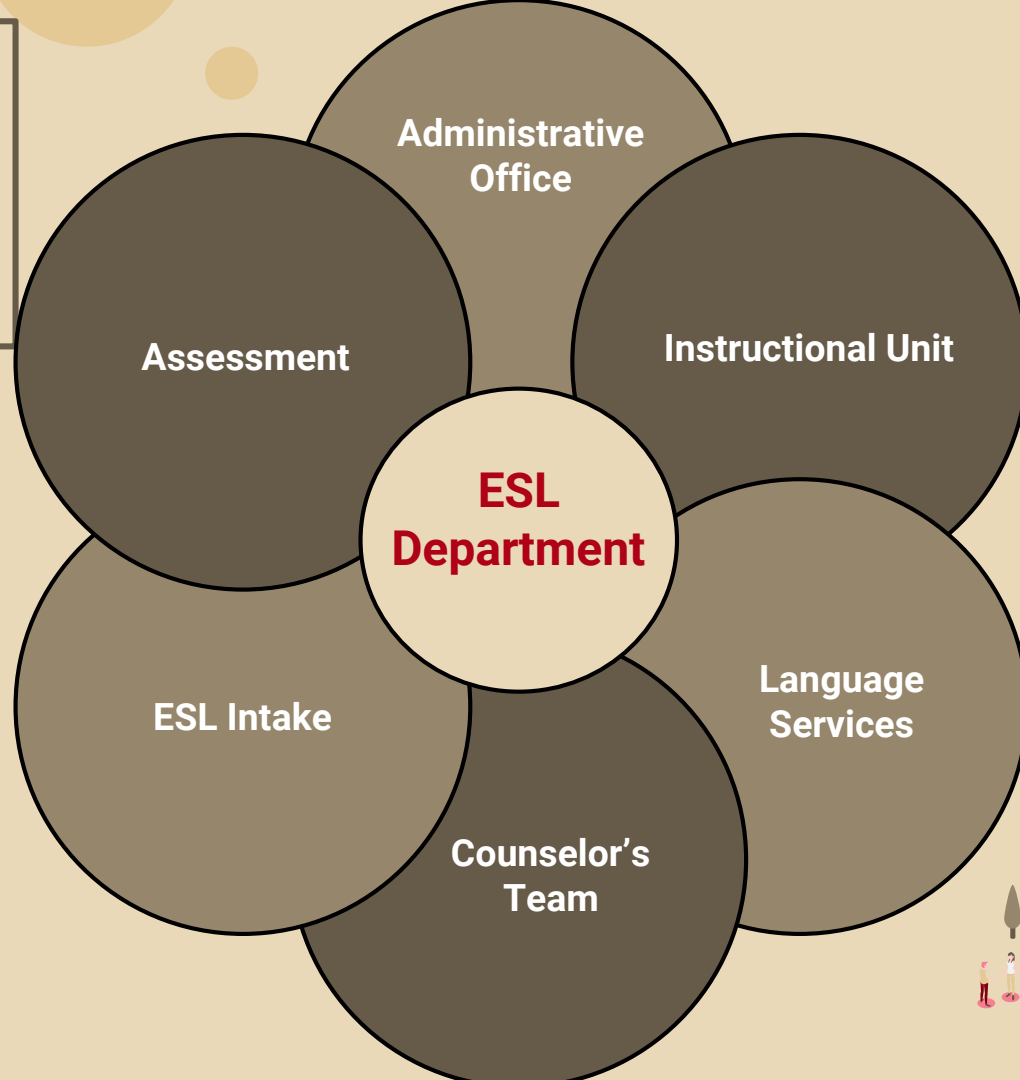 Administrative
Office
Assessment
Instructional Unit
ESL
Department
Language
Services
ESL Intake
Counselor’s
Team